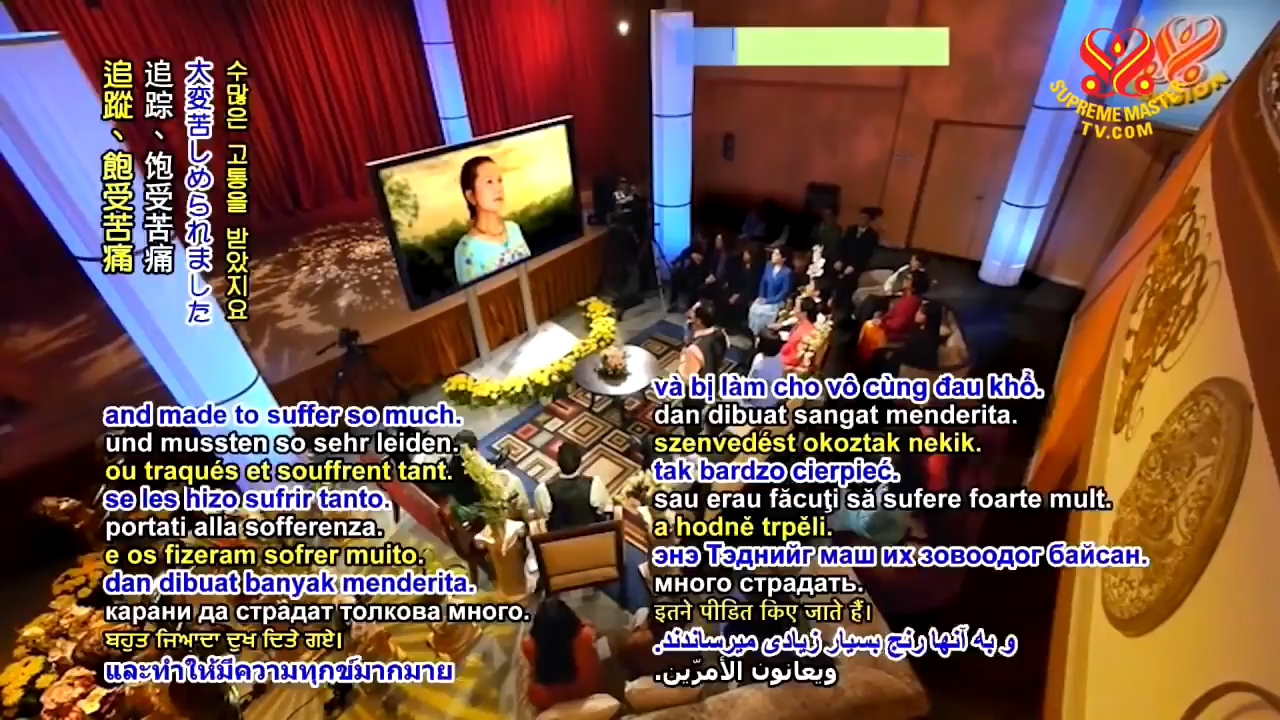 수많은 고통을 받았지요
大変苦しめられました
追踪、饱受苦痛
追蹤、飽受苦痛
SUPREME MASTER
TV.COM
and made to suffer so much.
und mussten so sehr leiden.
ou traqués et souffrent tant.
se les hizo sufrir tanto.
portati alla sofferenza.
e os fizeram sofrer muito.
dan dibuat banyak menderita.
карани да страдат толкова много.
ਬਹੁਤ ਜਿਆਦਾ ਦੁਖ ਦਿਤੇ ਗਏ।
และทำให้มีความทุกข์มากมาย
và bị làm cho vô cùng đau khổ.
dan dibuat sangat menderita.
szenvedést okoztak nekik.
tak bardzo cierpieć.
sau erau făcuţi să sufere foarte mult.
a hodně trpěli.
энэ Тэднийг маш их зовоодог байсан.
много страдать.
इतने पीडित किए जाते हैं।
و به آنها رنج بسیار زیادی میرساندند.
ويعانون الأمرّين.